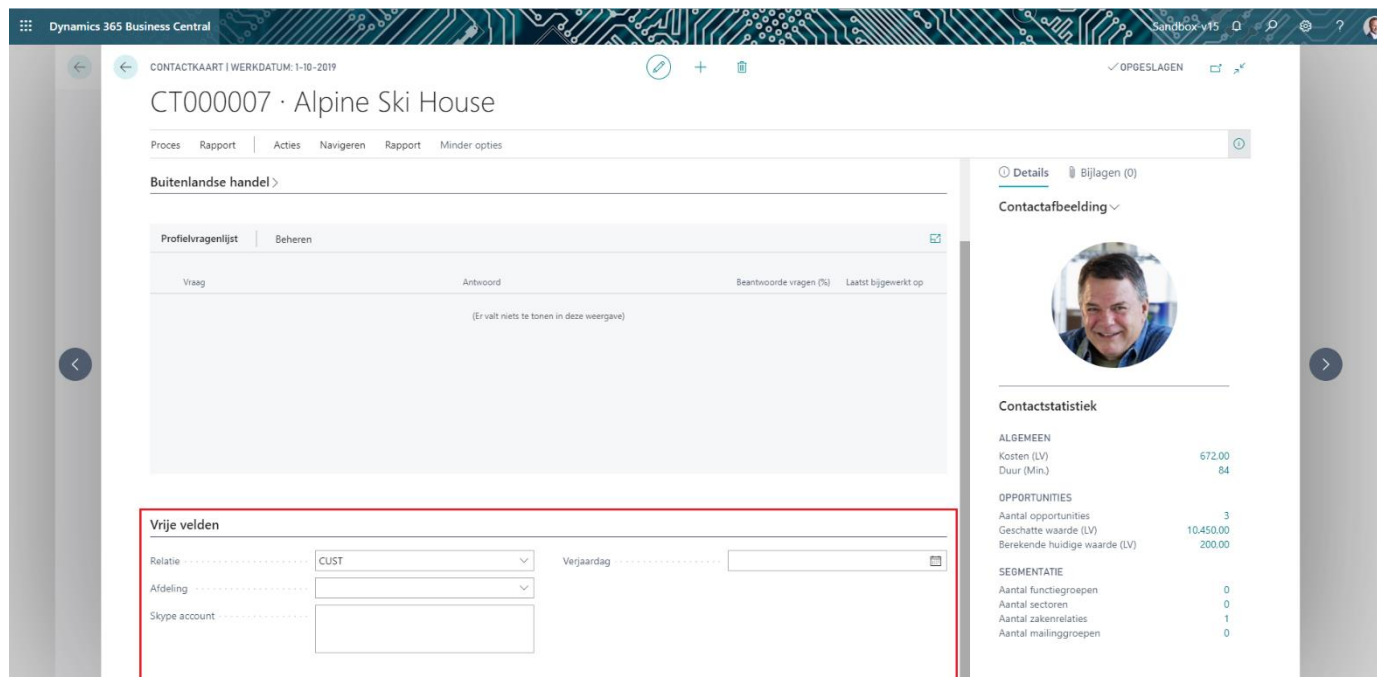 Dynamics 365 Business Central
Sandbox-v15
?
CONTACTKAART | WERKDATUM: 1-10-2019
OPGESLAGEN
CT000007 · Alpine Ski House
Proces Rapport Acties Navigeren Rapport Minder opties
Buitenlandse handel
Profielvragenlijst Beheren
Vraag Antwoord Beantwoorde vragen (%) Laatst bijgewerkt op
(Er valt niets te tonen in deze weergave)
Vrije velden
Relatie CUST
Verjaardag
Afdeling
Skype account
Details Bijlagen (0)
Contactafbeelding
Contactstatistiek
ALGEMEEN
Kosten (LV) 672.00
Duur (Min.) 84
OPPORTUNITIES
Aantal opportunities 3
Geschatte waarde (LV) 10.450.00
Berekende huidige waarde (LV) 200.00
SEGMENTATIE
Aantal functiegroepen 0
Aantal sectoren 0
Aantal zakenrelaties 1
Aantal mailinggroepen 0